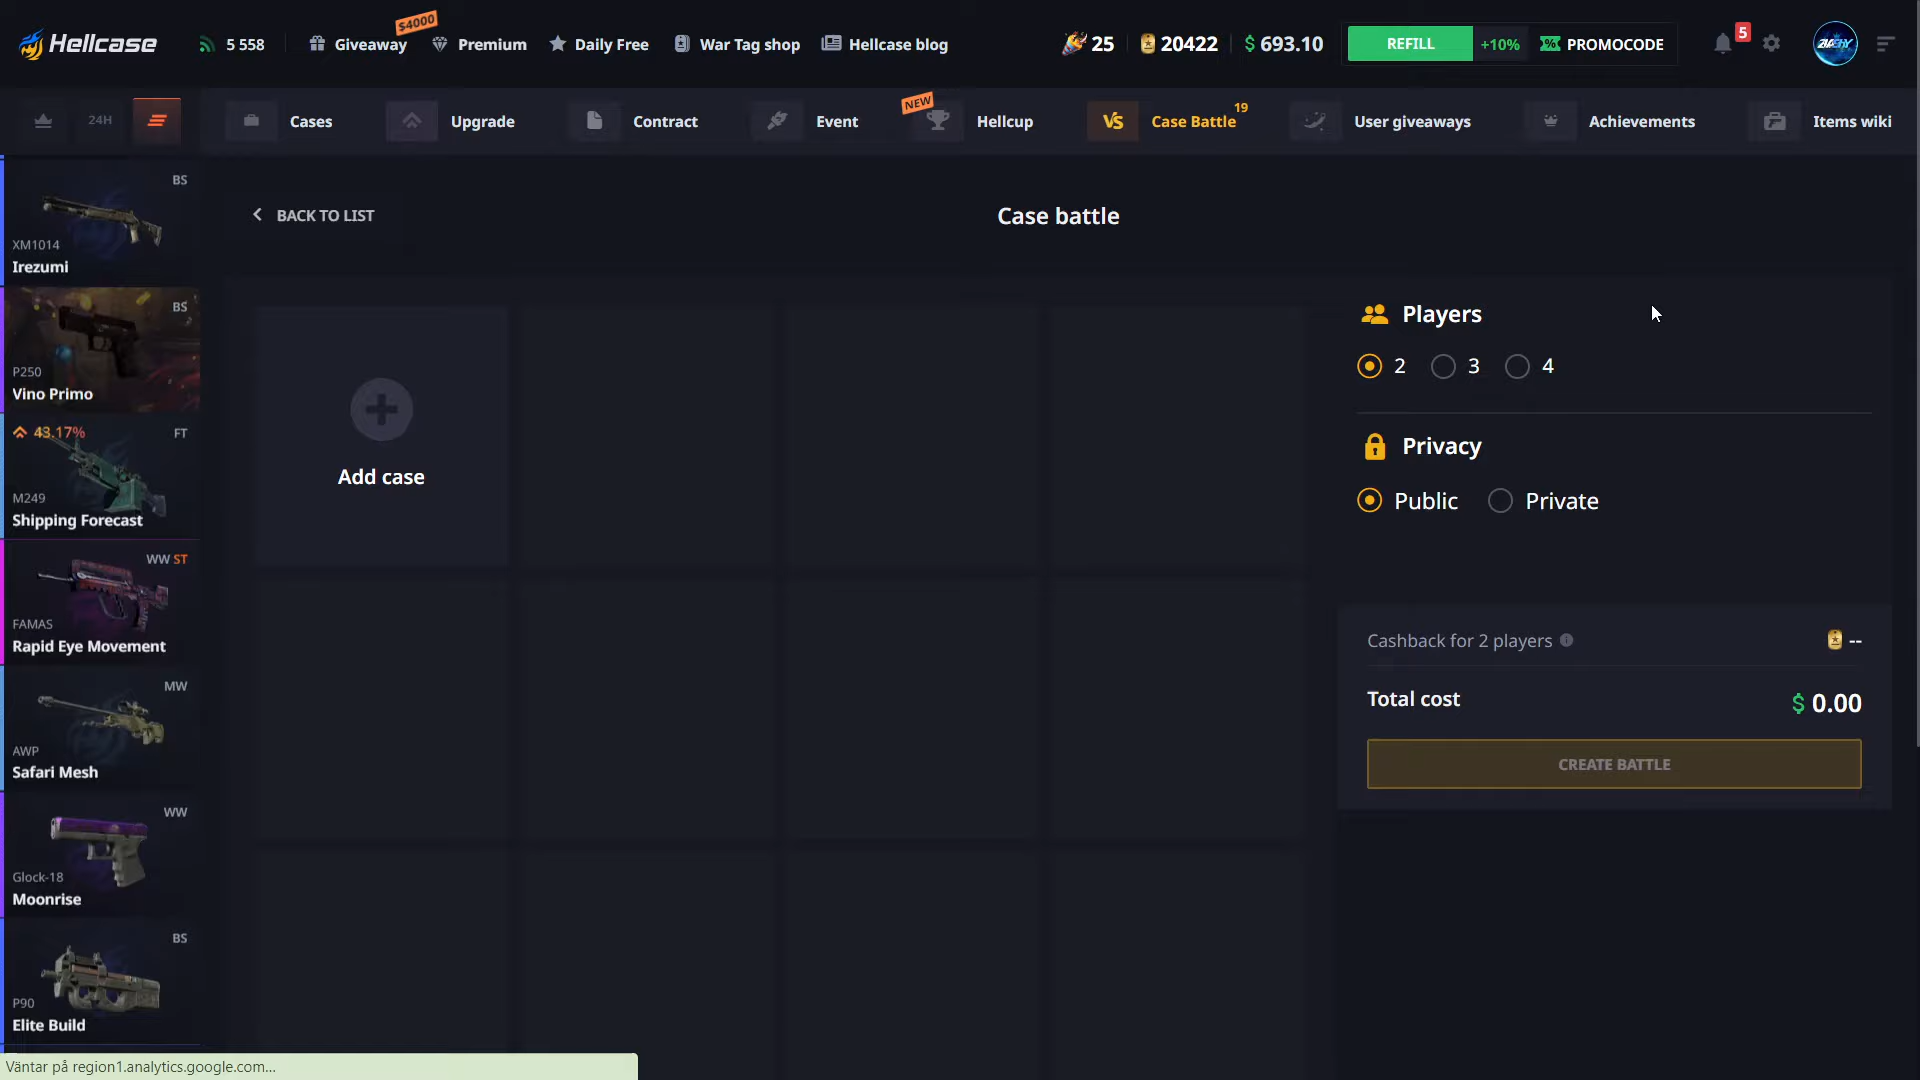 Hellcase
5 558
Giveaway
$4000
Premium
Daily Free
War Tag shop
Hellcase blog
25
20422
$ 693.10
REFILL
+10%
PROMOCODE
5
24H
Cases
Upgrade
Contract
Event
NEW
Hellcup
VS
Case Battle
19
User giveaways
Achievements
Items wiki
BS
XM1014
Irezumi
BS
P250
Vino Primo
43.17%
FT
M249
Shipping Forecast
WW ST
FAMAS
Rapid Eye Movement
MW
AWP
Safari Mesh
WW
Glock-18
Moonrise
BS
P90
Elite Build
BACK TO LIST
Case battle
Add case
Players
2
3
4
Privacy
Public
Private
Cashback for 2 players
--
Total cost
$ 0.00
CREATE BATTLE
Väntar på region1.analytics.google.com...